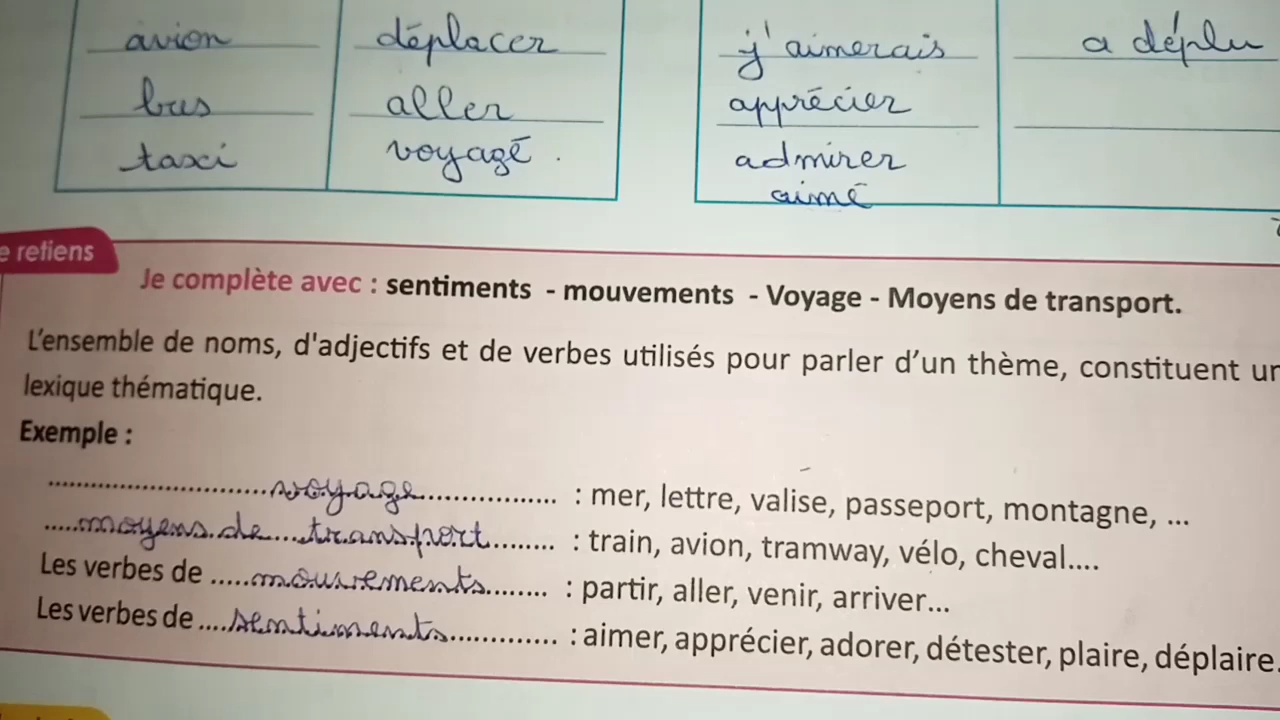 avion déplacer j'aimerais a déplu
bus aller apprécier
taxi voyagé . admirer
aimé
e retiens
Je complète avec : sentiments - mouvements - Voyage - Moyens de transport.
L'ensemble de noms, d'adjectifs et de verbes utilisés pour parler d'un thème, constituent un
lexique thématique.
Exemple :
............................voyage.................. : mer, lettre, valise, passeport, montagne, ...
.....moyens.de...transport......... : train, avion, tramway, vélo, cheval....
Les verbes de .....mouvements........ : partir, aller, venir, arriver...
Les verbes de ....sentiments............. : aimer, apprécier, adorer, détester, plaire, déplaire.